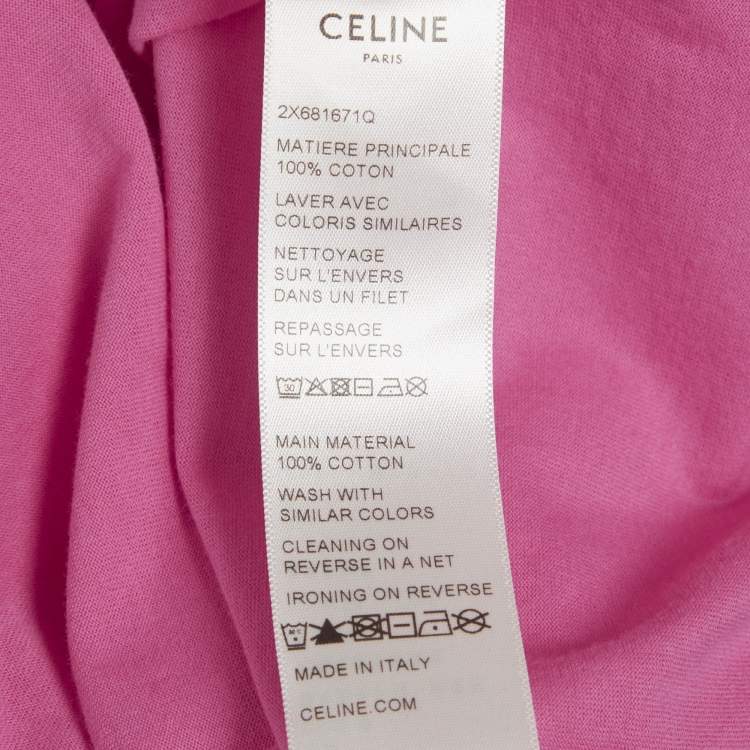 CELINE
PARIS
2X681671Q
MATIERE PRINCIPALE
100% COTON
LAVER AVEC
COLORIS SIMILAIRES
NETTOYAGE
SUR L'ENVERS
DANS UN FILET
REPASSAGE
SUR L'ENVERS
30
MAIN MATERIAL
100% COTTON
WASH WITH
SIMILAR COLORS
CLEANING ON
REVERSE IN A NET
IRONING ON REVERSE
MADE IN ITALY
CELINE.COM